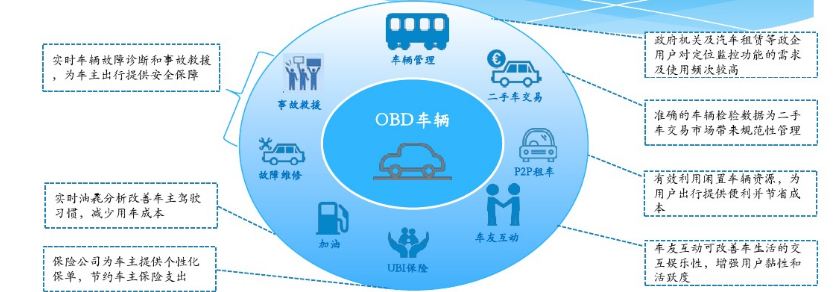 实时车辆故障诊断和事故救援
，为车主出行提供安全保障
实时油耗分析改善车主驾驶
习惯，减少用车成本
保险公司为车主提供个性化
保单，节约车主保险支出
车辆管理
事故救援
二手车交易
OBD车辆
故障维修
P2P租车
加油
车友互动
UBI保险
政府机关及汽车租赁等政企
用户对定位监控功能的需求
及使用频次较高
准确的车辆检验数据为二手
车交易市场带来规范性管理
有效利用闲置车辆资源，为
用户出行提供便利并节省成
本
车友互动可改善车生活的交
互娱乐性，增强用户黏性和
活跃度